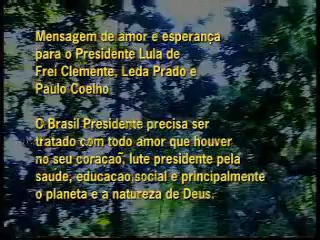 Mensagem de amor e esperança
para o Presidente Lula de
Frei Clemente, Leda Prado e
Paulo Coelho
O Brasil Presidente precisa ser
tratado com todo amor que houver
no seu coração, lute presidente pela
saúde, educação,social e principalmente
o planeta e a natureza de Deus.